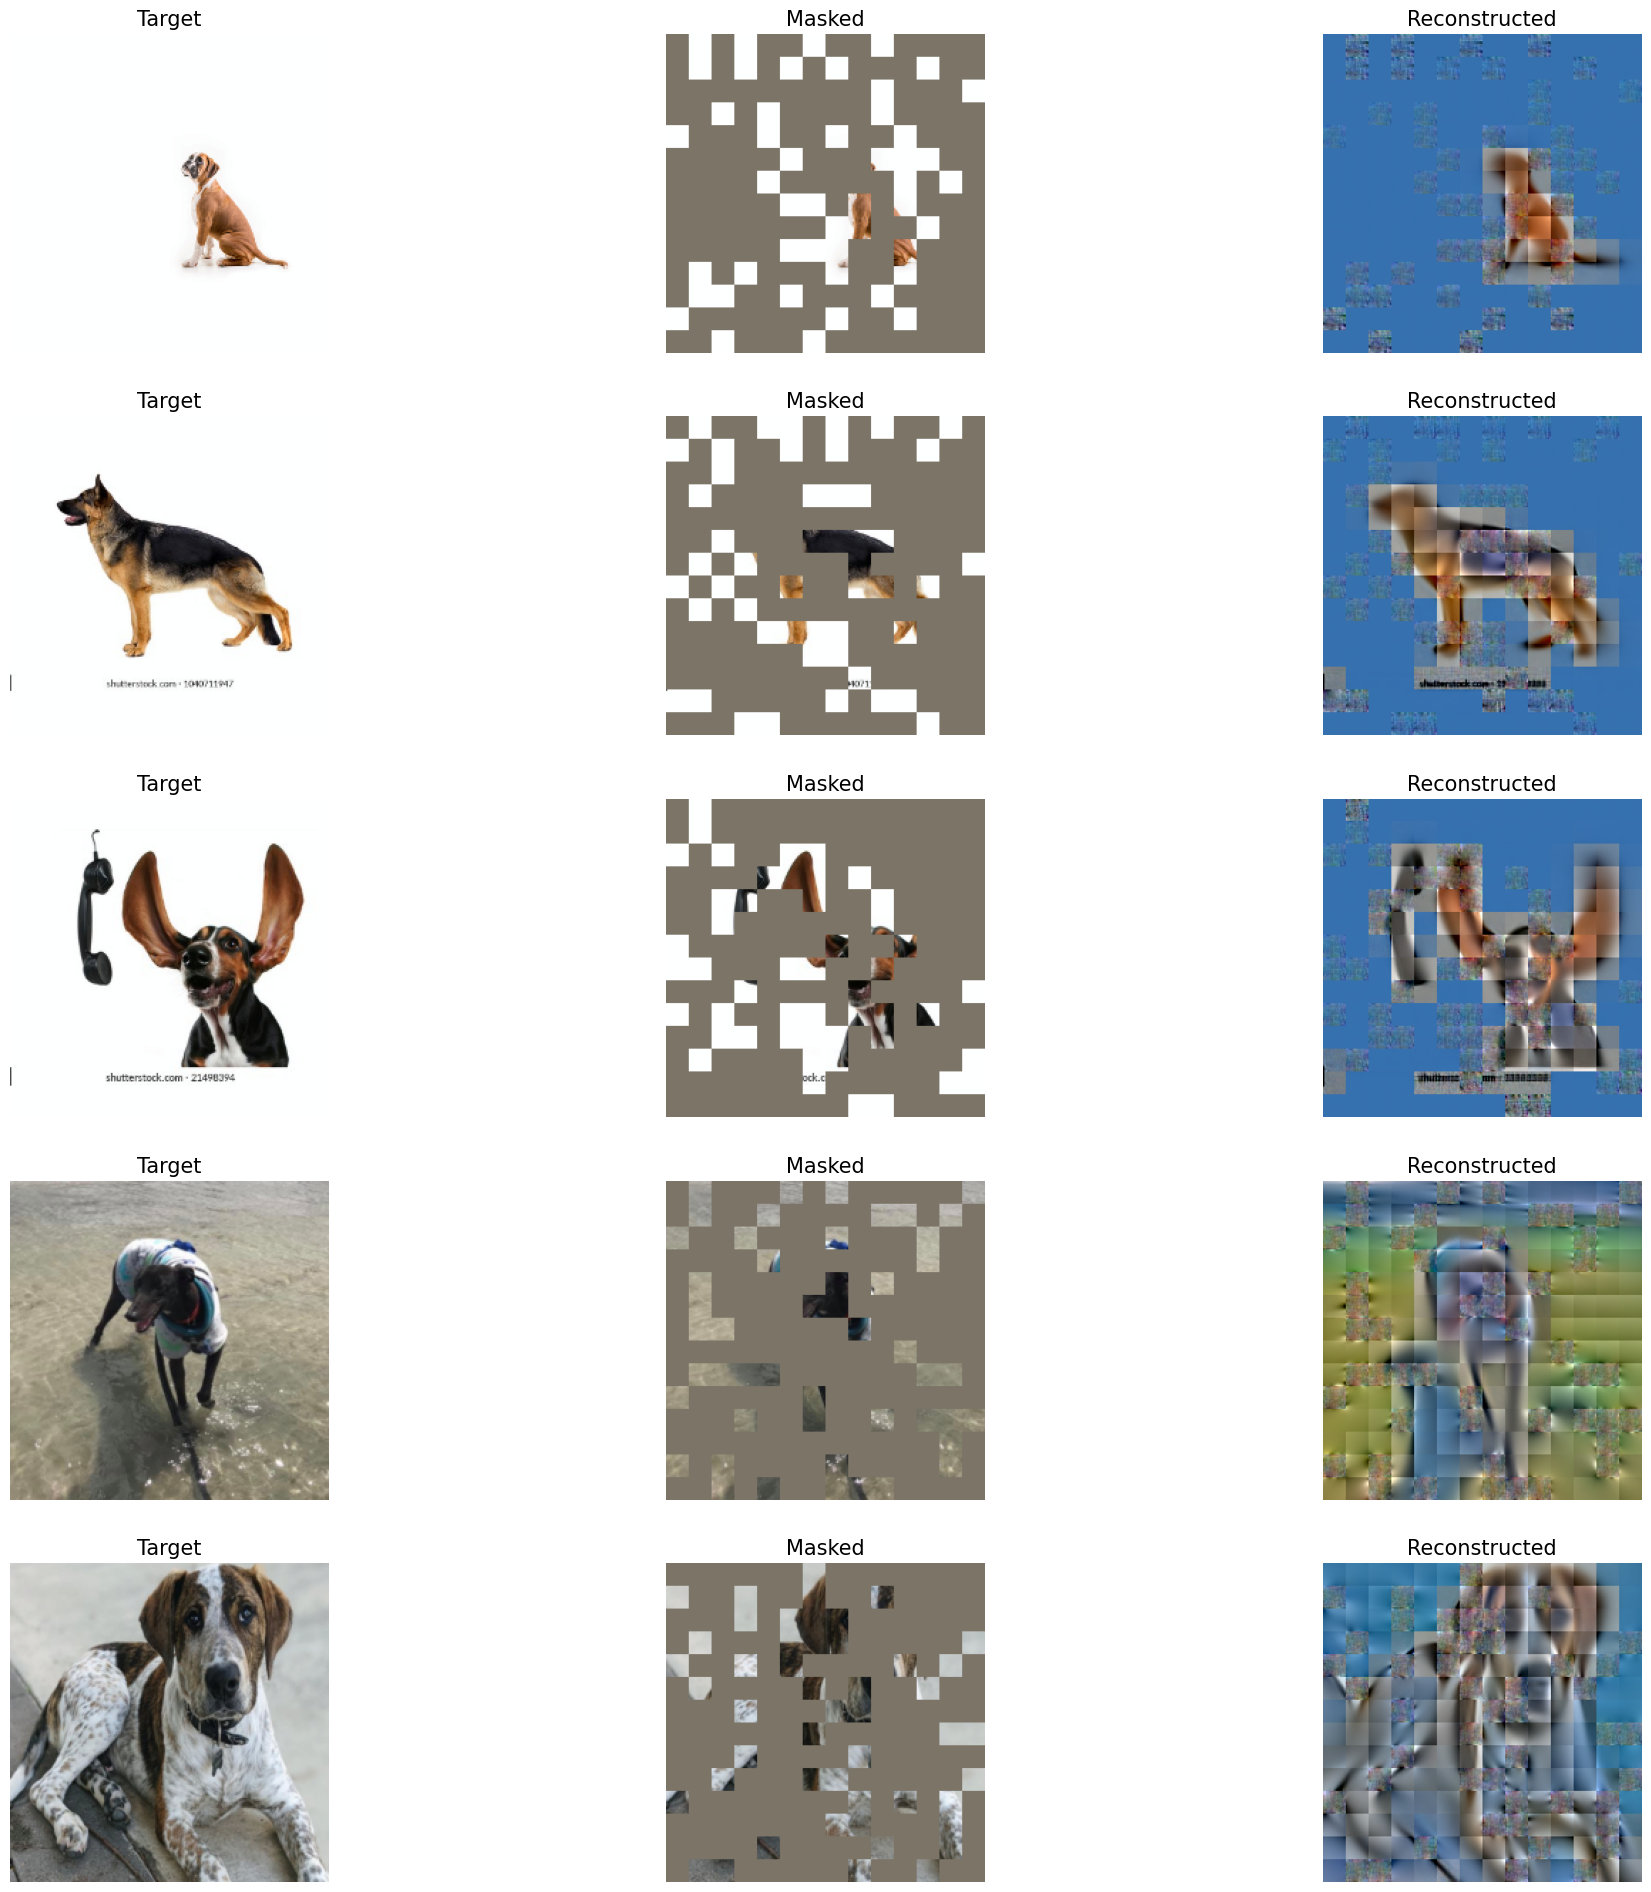 Target
Masked
Reconstructed
Target
Masked
Reconstructed
shutterstock.com · 1040711947
Target
Masked
Reconstructed
shutterstock.com · 21498394
ock.c
Target
Masked
Reconstructed
Target
Masked
Reconstructed